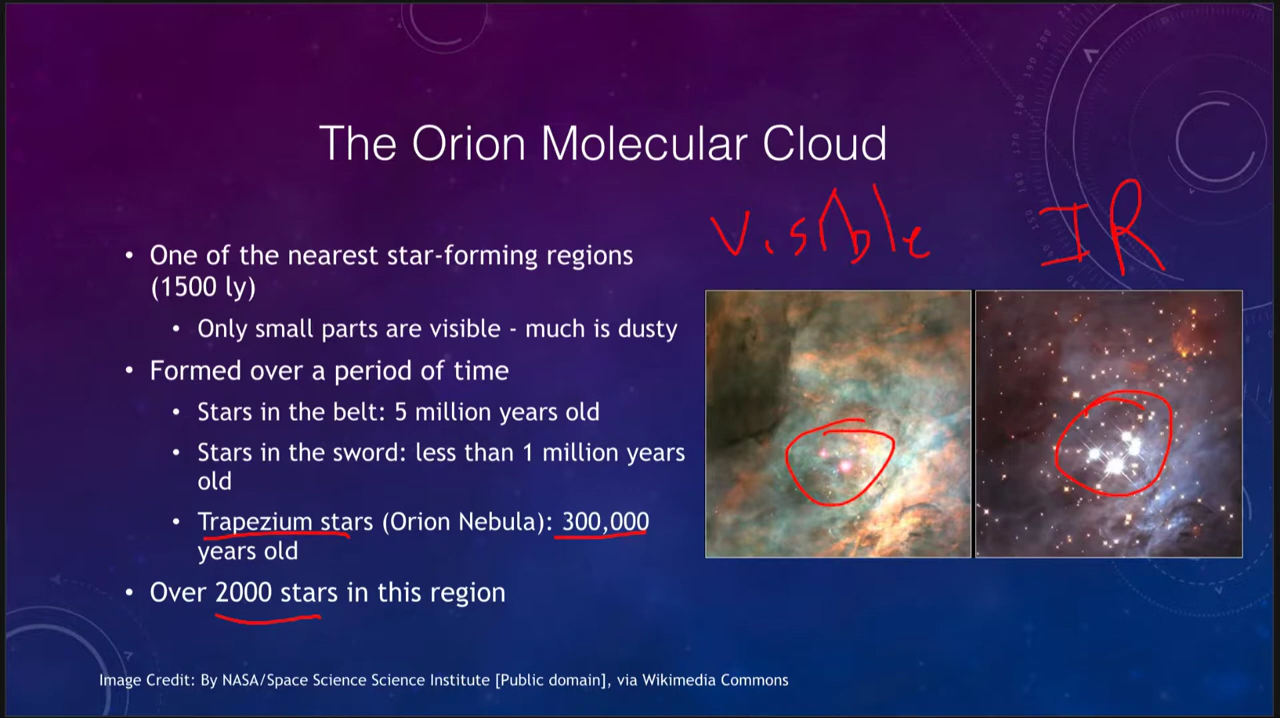 The Orion Molecular Cloud
Visible IR
• One of the nearest star-forming regions
(1500 ly)
• Only small parts are visible - much is dusty
• Formed over a period of time
• Stars in the belt: 5 million years old
• Stars in the sword: less than 1 million years
old
• Trapezium stars (Orion Nebula): 300,000
years old
• Over 2000 stars in this region
Image Credit: By NASA/Space Science Science Institute [Public domain], via Wikimedia Commons